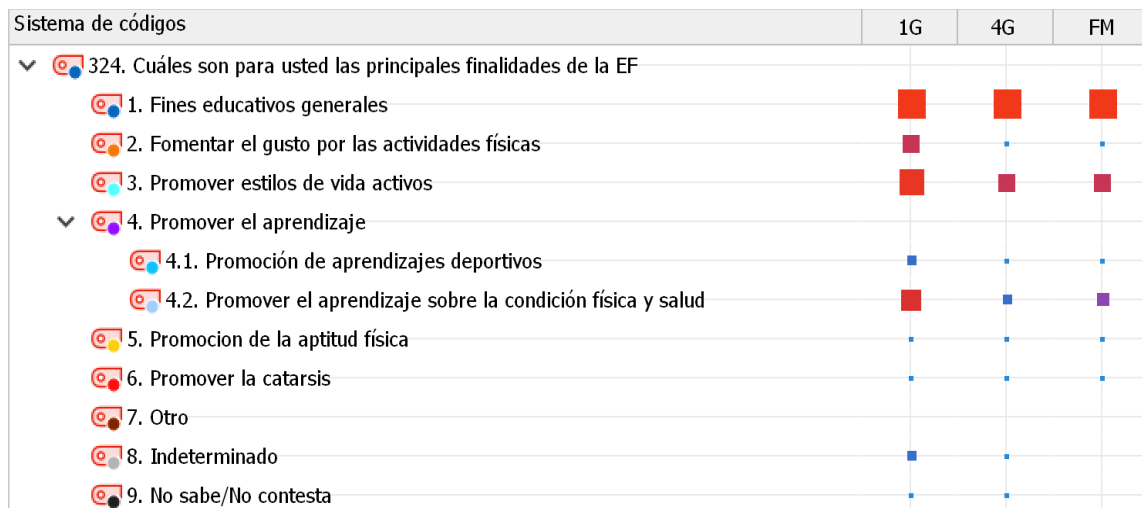 Sistema de códigos 1G 4G FM
324. Cuáles son para usted las principales finalidades de la EF
1. Fines educativos generales
2. Fomentar el gusto por las actividades físicas
3. Promover estilos de vida activos
4. Promover el aprendizaje
4.1. Promoción de aprendizajes deportivos
4.2. Promover el aprendizaje sobre la condición física y salud
5. Promocion de la aptitud física
6. Promover la catarsis
7. Otro
8. Indeterminado
9. No sabe/No contesta